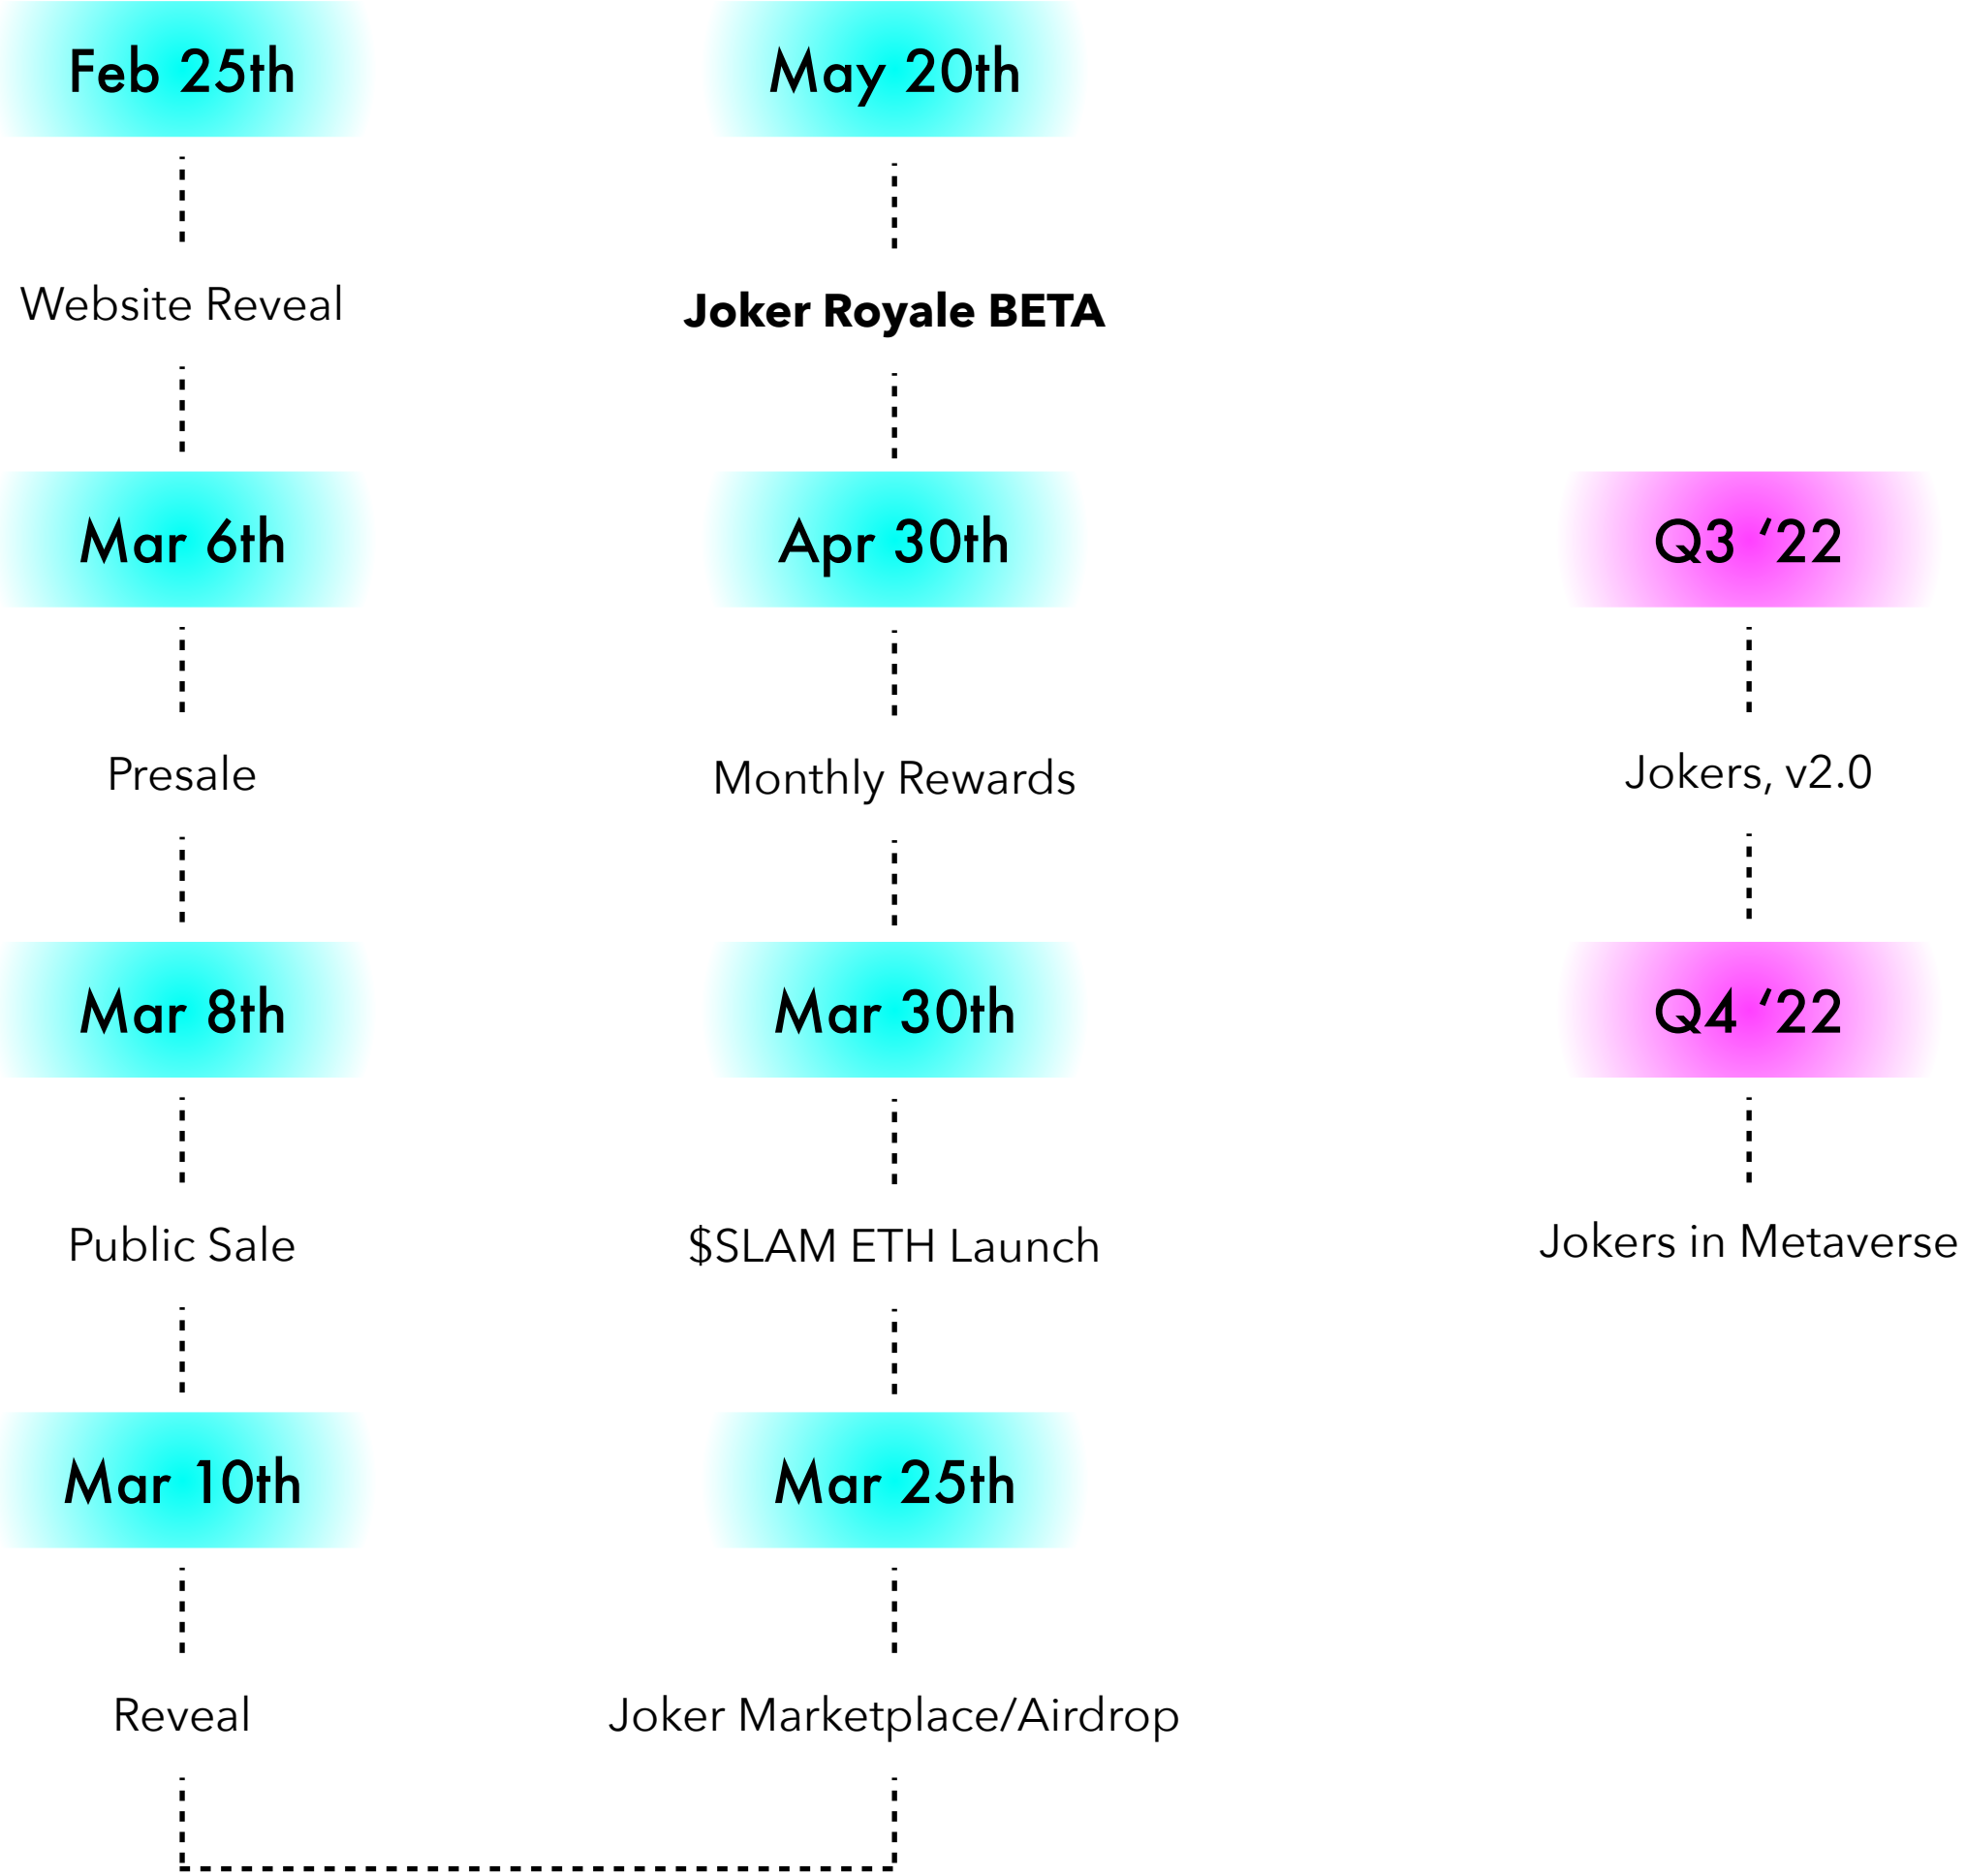 Feb 25th
Website Reveal
Mar 6th
Presale
Mar 8th
Public Sale
Mar 10th
Reveal
May 20th
Joker Royale BETA
Apr 30th
Monthly Rewards
Mar 30th
$SLAM ETH Launch
Mar 25th
Joker Marketplace/Airdrop
Q3 ‘22
Jokers, v2.0
Q4 ‘22
Jokers in Metaverse